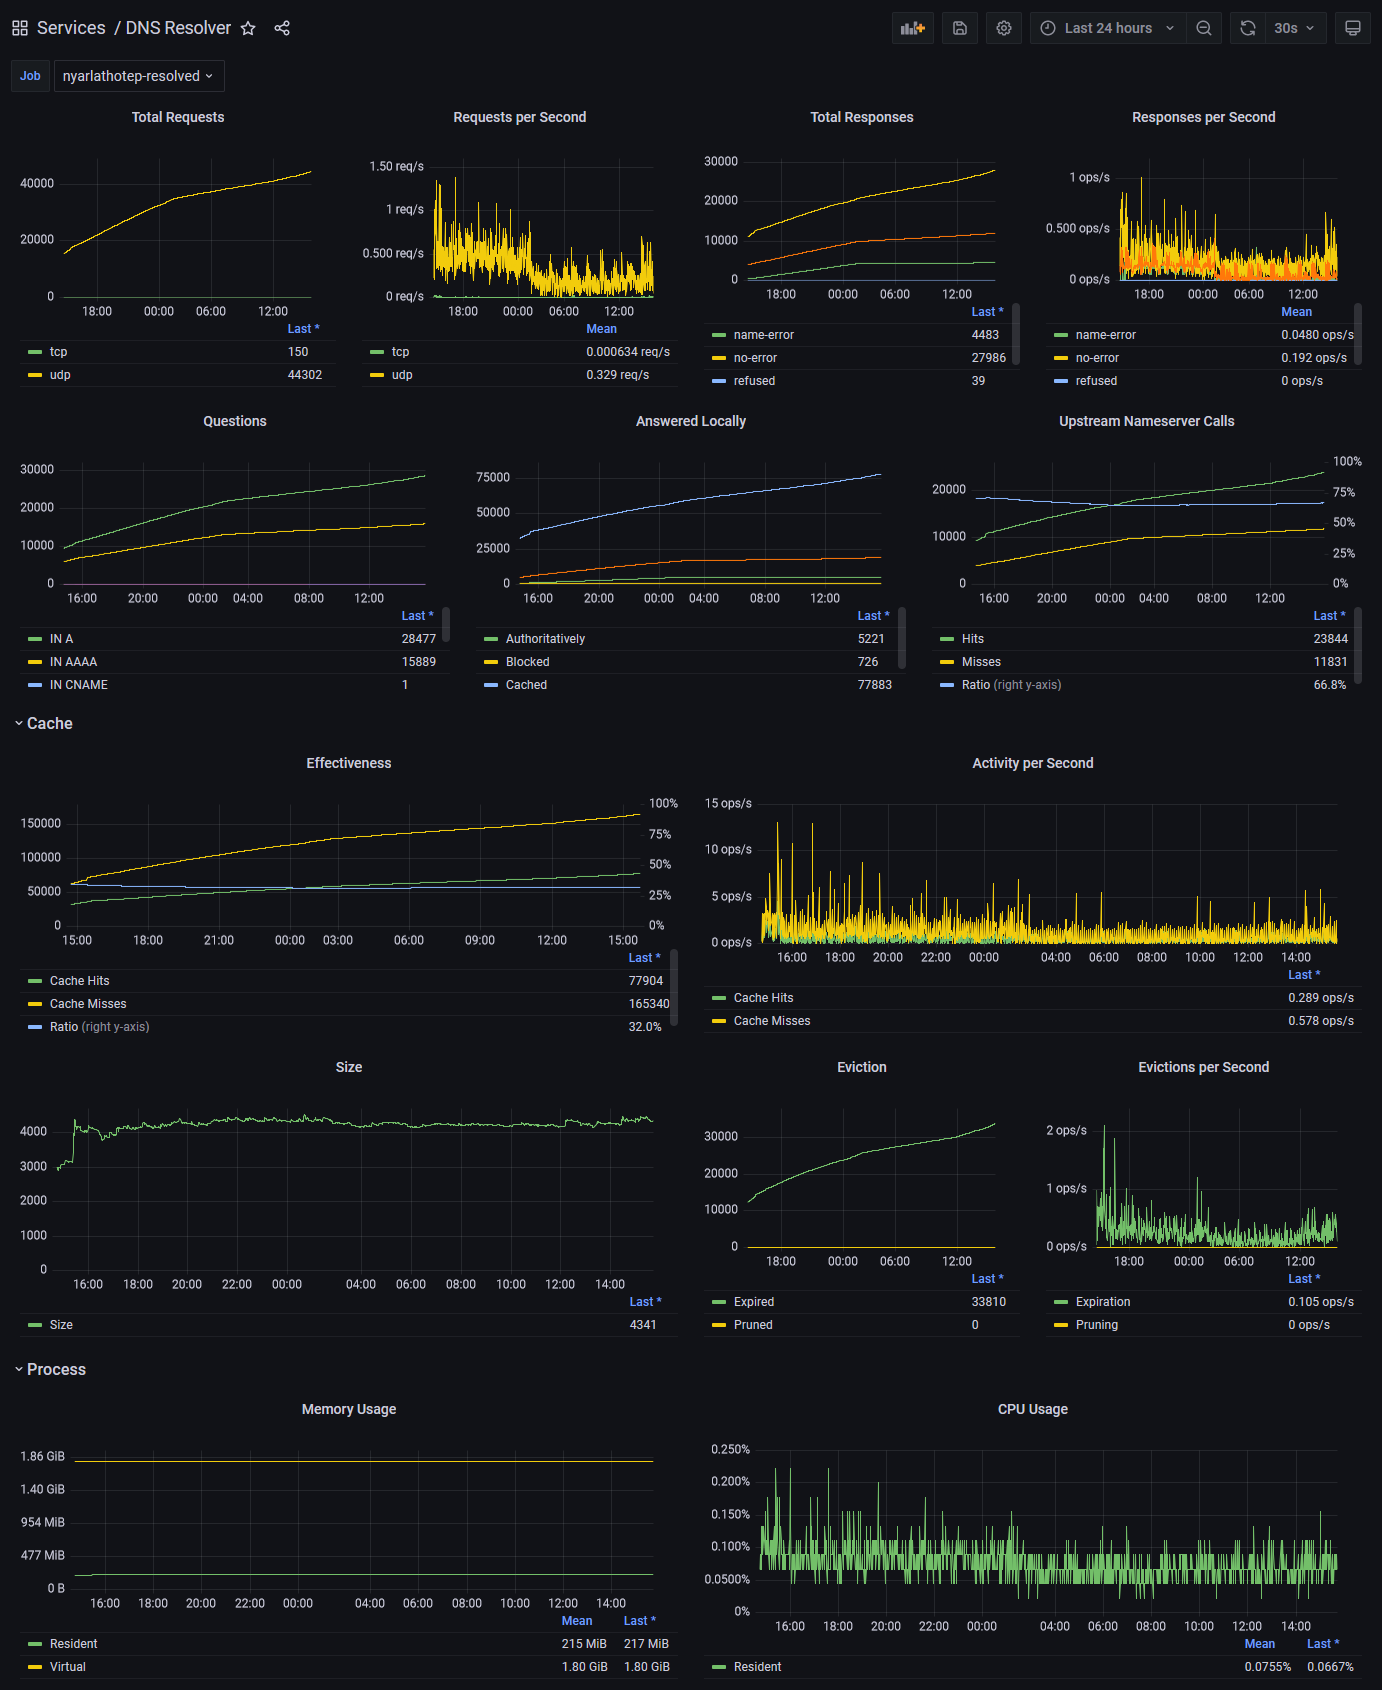 Services / DNS Resolver
Last 24 hours
30s
Job nyarlathotep-resolved
Total Requests
40000
20000
0
18:00 00:00 06:00 12:00
Last *
tcp 150
udp 44302
Requests per Second
1.50 req/s
1 req/s
0.500 req/s
0 req/s
18:00 00:00 06:00 12:00
Mean
tcp 0.000634 req/s
udp 0.329 req/s
Total Responses
30000
20000
10000
0
18:00 00:00 06:00 12:00
Last *
name-error 4483
no-error 27986
refused 39
Responses per Second
1 ops/s
0.500 ops/s
0 ops/s
18:00 00:00 06:00 12:00
Mean
name-error 0.0480 ops/s
no-error 0.192 ops/s
refused 0 ops/s
Questions
30000
20000
10000
0
16:00 20:00 00:00 04:00 08:00 12:00
Last *
IN A 28477
IN AAAA 15889
IN CNAME 1
Answered Locally
75000
50000
25000
0
16:00 20:00 00:00 04:00 08:00 12:00
Last *
Authoritatively 5221
Blocked 726
Cached 77883
Upstream Nameserver Calls
20000
10000
0
100%
75%
50%
25%
0%
16:00 20:00 00:00 04:00 08:00 12:00
Last *
Hits 23844
Misses 11831
Ratio (right y-axis) 66.8%
Cache
Effectiveness
150000
100000
50000
0
100%
75%
50%
25%
0%
15:00 18:00 21:00 00:00 03:00 06:00 09:00 12:00 15:00
Last *
Cache Hits 77904
Cache Misses 165340
Ratio (right y-axis) 32.0%
Activity per Second
15 ops/s
10 ops/s
5 ops/s
0 ops/s
16:00 18:00 20:00 22:00 00:00 04:00 06:00 08:00 10:00 12:00 14:00
Last *
Cache Hits 0.289 ops/s
Cache Misses 0.578 ops/s
Size
4000
3000
2000
1000
0
16:00 18:00 20:00 22:00 00:00 04:00 06:00 08:00 10:00 12:00 14:00
Last *
Size 4341
Eviction
30000
20000
10000
0
18:00 00:00 06:00 12:00
Last *
Expired 33810
Pruned 0
Evictions per Second
2 ops/s
1 ops/s
0 ops/s
18:00 00:00 06:00 12:00
Last *
Expiration 0.105 ops/s
Pruning 0 ops/s
Process
Memory Usage
1.86 GiB
1.40 GiB
954 MiB
477 MiB
0 B
16:00 18:00 20:00 22:00 00:00 04:00 06:00 08:00 10:00 12:00 14:00
Mean Last *
Resident 215 MiB 217 MiB
Virtual 1.80 GiB 1.80 GiB
CPU Usage
0.250%
0.200%
0.150%
0.100%
0.0500%
0%
16:00 18:00 20:00 22:00 00:00 04:00 06:00 08:00 10:00 12:00 14:00
Mean Last *
Resident 0.0755% 0.0667%